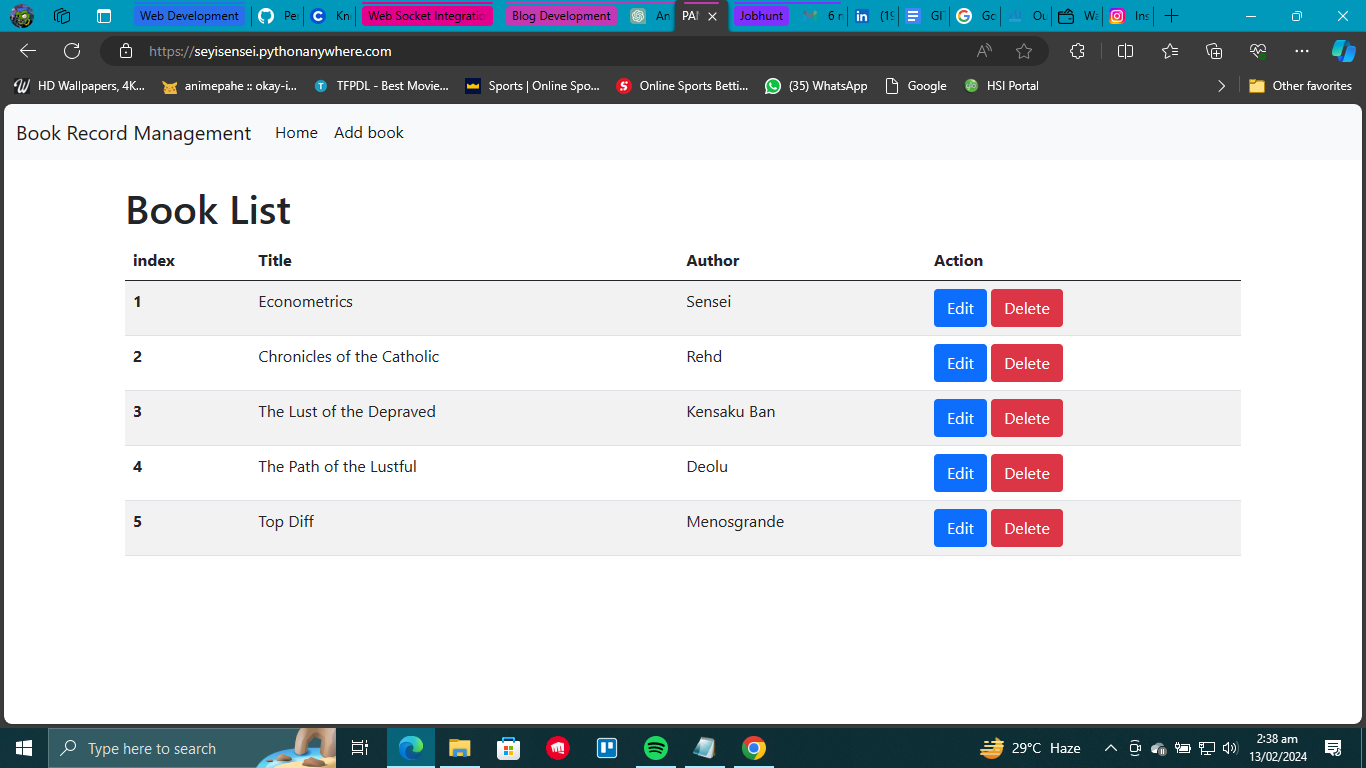 Web Development Pe Kn Web Socket Integratio Blog Development An PAI Jobhunt 6 n (19 Gl Go Ou Wa Ins
https://seyisensei.pythonanywhere.com
HD Wallpapers, 4K... animepahe :: okay-i... TFPDL - Best Movie... Sports | Online Spo... Online Sports Betti... (35) WhatsApp Google HSI Portal Other favorites
Book Record Management Home Add book
Book List
index Title Author Action
1 Econometrics Sensei Edit Delete
2 Chronicles of the Catholic Rehd Edit Delete
3 The Lust of the Depraved Kensaku Ban Edit Delete
4 The Path of the Lustful Deolu Edit Delete
5 Top Diff Menosgrande Edit Delete
Type here to search 29°C Haze 2:38 am
13/02/2024